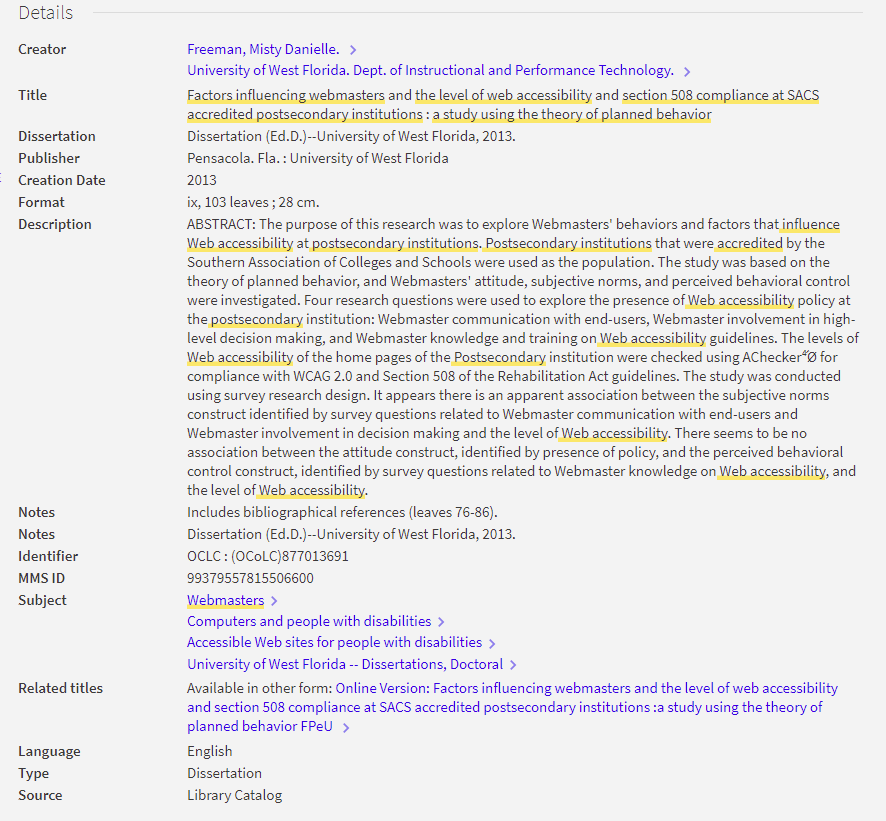 Details
Creator Freeman, Misty Danielle. >
University of West Florida. Dept. of Instructional and Performance Technology. >
Title Factors influencing webmasters and the level of web accessibility and section 508 compliance at SACS
accredited postsecondary institutions : a study using the theory of planned behavior
Dissertation Dissertation (Ed.D.)--University of West Florida, 2013.
Publisher Pensacola. Fla. : University of West Florida
Creation Date 2013
Format ix, 103 leaves ; 28 cm.
Description ABSTRACT: The purpose of this research was to explore Webmasters' behaviors and factors that influence
Web accessibility at postsecondary institutions. Postsecondary institutions that were accredited by the
Southern Association of Colleges and Schools were used as the population. The study was based on the
theory of planned behavior, and Webmasters' attitude, subjective norms, and perceived behavioral control
were investigated. Four research questions were used to explore the presence of Web accessibility policy at
the postsecondary institution: Webmaster communication with end-users, Webmaster involvement in high-
level decision making, and Webmaster knowledge and training on Web accessibility guidelines. The levels of
Web accessibility of the home pages of the Postsecondary institution were checked using AChecker for
compliance with WCAG 2.0 and Section 508 of the Rehabilitation Act guidelines. The study was conducted
using survey research design. It appears there is an apparent association between the subjective norms
construct identified by survey questions related to Webmaster communication with end-users and
Webmaster involvement in decision making and the level of Web accessibility. There seems to be no
association between the attitude construct, identified by presence of policy, and the perceived behavioral
control construct, identified by survey questions related to Webmaster knowledge on Web accessibility, and
the level of Web accessibility.
Notes Includes bibliographical references (leaves 76-86).
Notes Dissertation (Ed.D.)--University of West Florida, 2013.
Identifier OCLC : (OCoLC)877013691
MMS ID 99379557815506600
Subject Webmasters >
Computers and people with disabilities >
Accessible Web sites for people with disabilities >
University of West Florida -- Dissertations, Doctoral >
Related titles Available in other form: Online Version: Factors influencing webmasters and the level of web accessibility
and section 508 compliance at SACS accredited postsecondary institutions :a study using the theory of
planned behavior FPeU >
Language English
Type Dissertation
Source Library Catalog